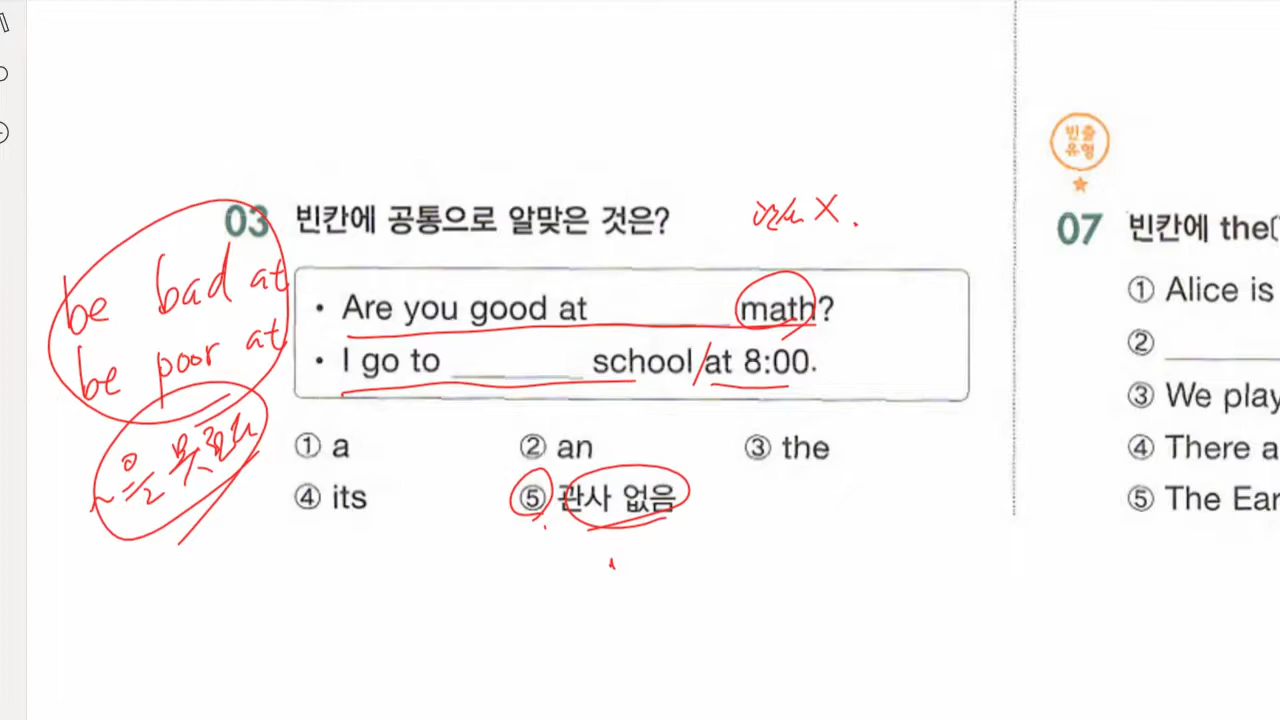 빈출
유형
03 빈칸에 공통으로 알맞은 것은?
관사 X.
be bad at
be poor at
~을 못한다
• Are you good at ______ math?
• I go to ______ school/at 8:00.
① a ② an ③ the
④ its ⑤ 관사 없음
07 빈칸에 the(
① Alice is
② ______
③ We play
④ There a
⑤ The Ear